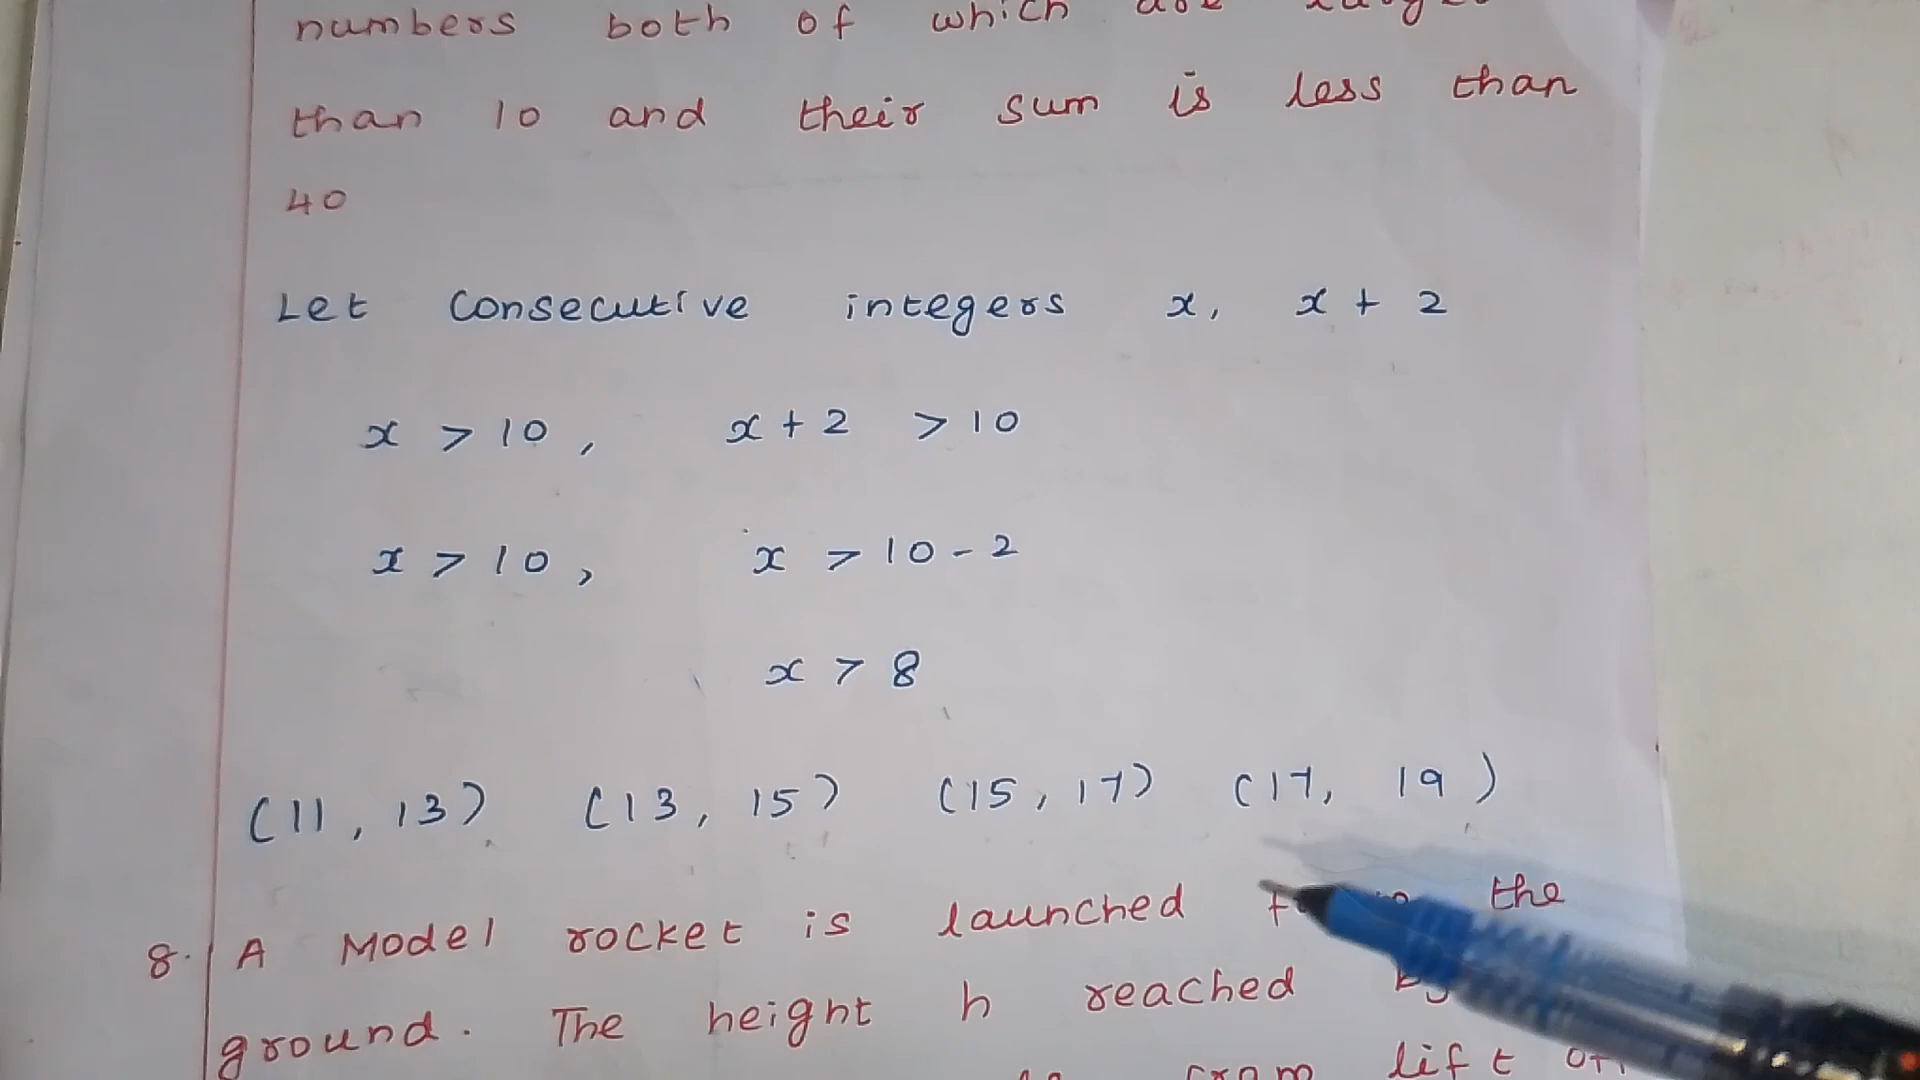 numbers both of which
than 10 and their sum is less than
40
Let Consecutive integers x, x + 2
x > 10, x + 2 > 10
x > 10, x > 10 - 2
x > 8
(11, 13) (13, 15) (15, 17) (17, 19)
8. A Model rocket is launched the
ground. The height h reached
lift